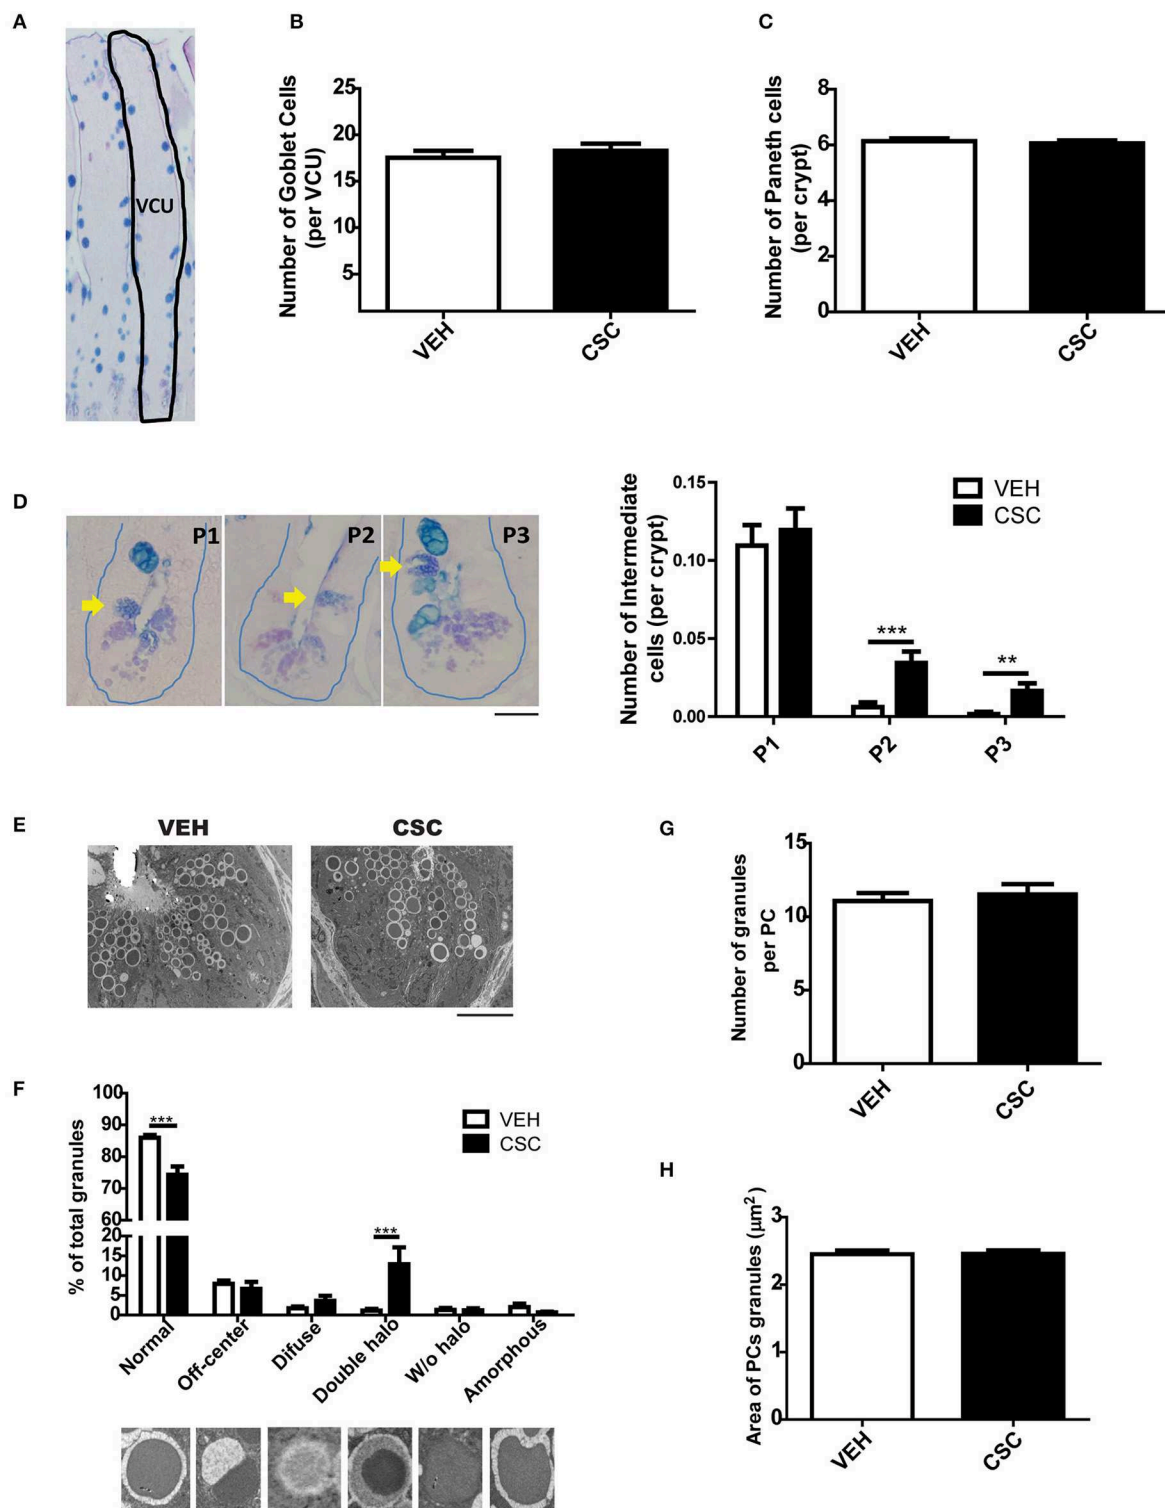 A
VCU
B
Number of Goblet Cells
(per VCU)
25
20
15
10
5
VEH
CSC
C
Number of Paneth cells
(per crypt)
8
6
4
2
0
VEH
CSC
D
P1
P2
P3
Number of Intermediate
cells (per crypt)
0.15
0.10
0.05
0.00
VEH
CSC
***
**
P1
P2
P3
E
VEH
CSC
G
Number of granules
per PC
15
10
5
0
VEH
CSC
F
% of total granules
100
90
80
70
60
20
15
10
5
0
***
***
VEH
CSC
Normal
Off-center
Difuse
Double halo
W/o halo
Amorphous
H
Area of PCs granules (µm²)
3
2
1
0
VEH
CSC